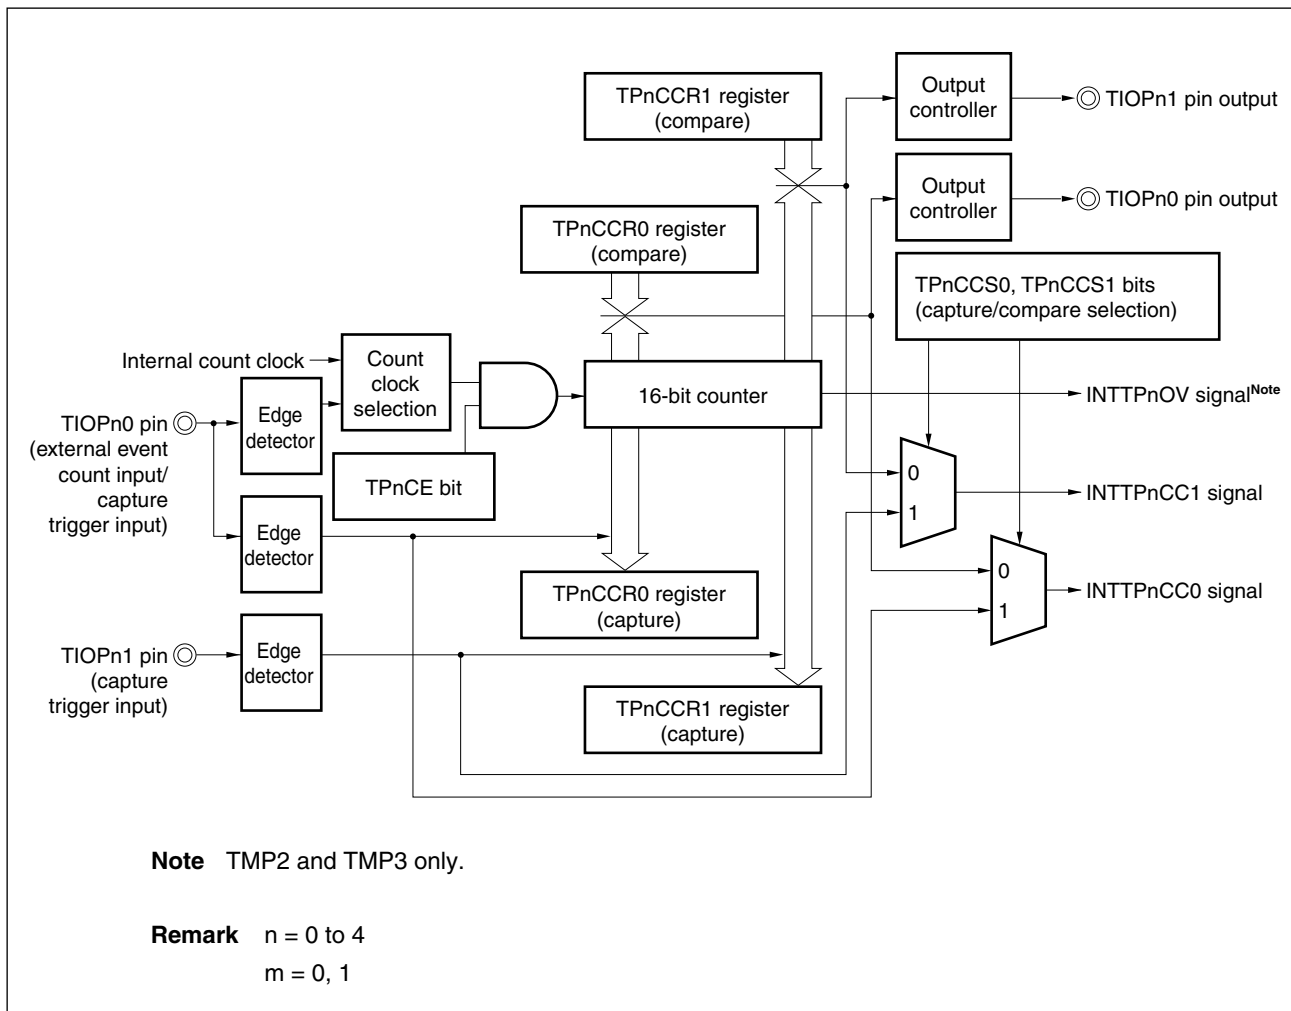 TPnCCR1 register
(compare)
Output
controller
TIOPn1 pin output
TPnCCR0 register
(compare)
Output
controller
TIOPn0 pin output
TPnCCS0, TPnCCS1 bits
(capture/compare selection)
Internal count clock
Count
clock
selection
16-bit counter
INTTPnOV signalNote
TIOPn0 pin
(external event
count input/
capture
trigger input)
Edge
detector
TPnCE bit
0
1
INTTPnCC1 signal
Edge
detector
TPnCCR0 register
(capture)
0
1
INTTPnCC0 signal
TIOPn1 pin
(capture
trigger input)
Edge
detector
TPnCCR1 register
(capture)
Note TMP2 and TMP3 only.
Remark n = 0 to 4
m = 0, 1